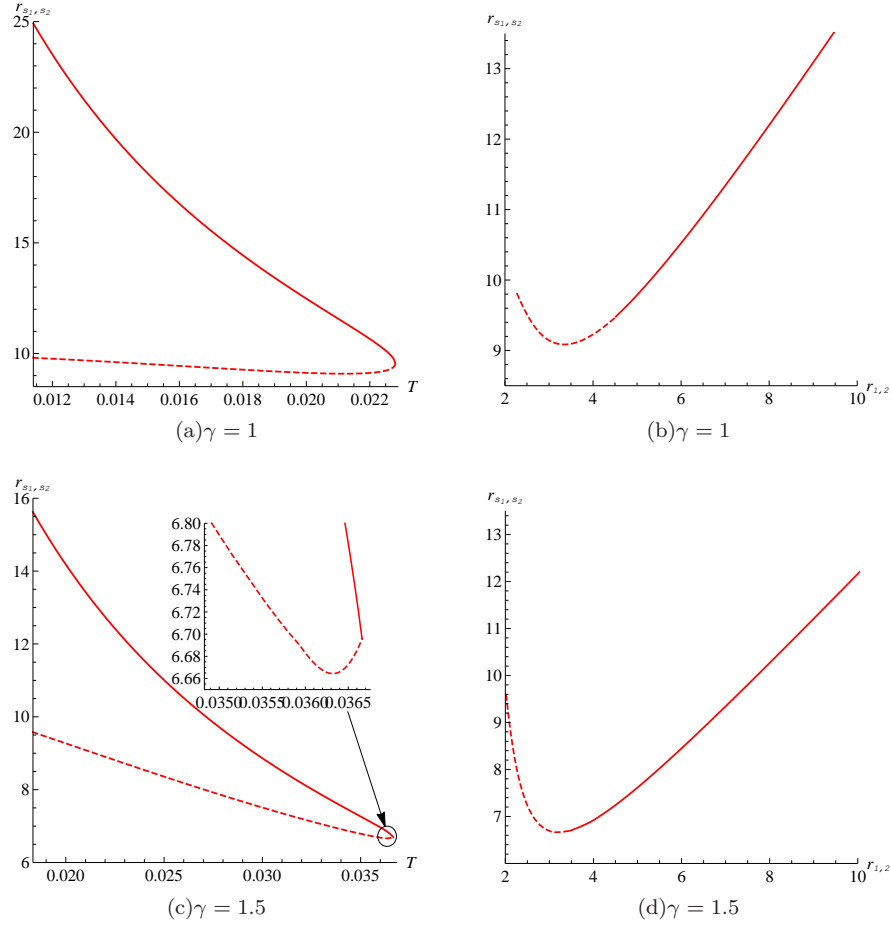 r_{s_1,s_2}
25
20
15
10
0.012 0.014 0.016 0.018 0.020 0.022
T
(a)γ = 1
r_{s_1,s_2}
13
12
11
10
9
2 4 6 8 10
r_{1,2}
(b)γ = 1
r_{s_1,s_2}
16
14
12
10
8
6
0.020 0.025 0.030 0.035
T
6.80
6.78
6.76
6.74
6.72
6.70
6.68
6.66
0.0350 0.0355 0.0360 0.0365
(c)γ = 1.5
r_{s_1,s_2}
13
12
11
10
9
8
7
2 4 6 8 10
r_{1,2}
(d)γ = 1.5